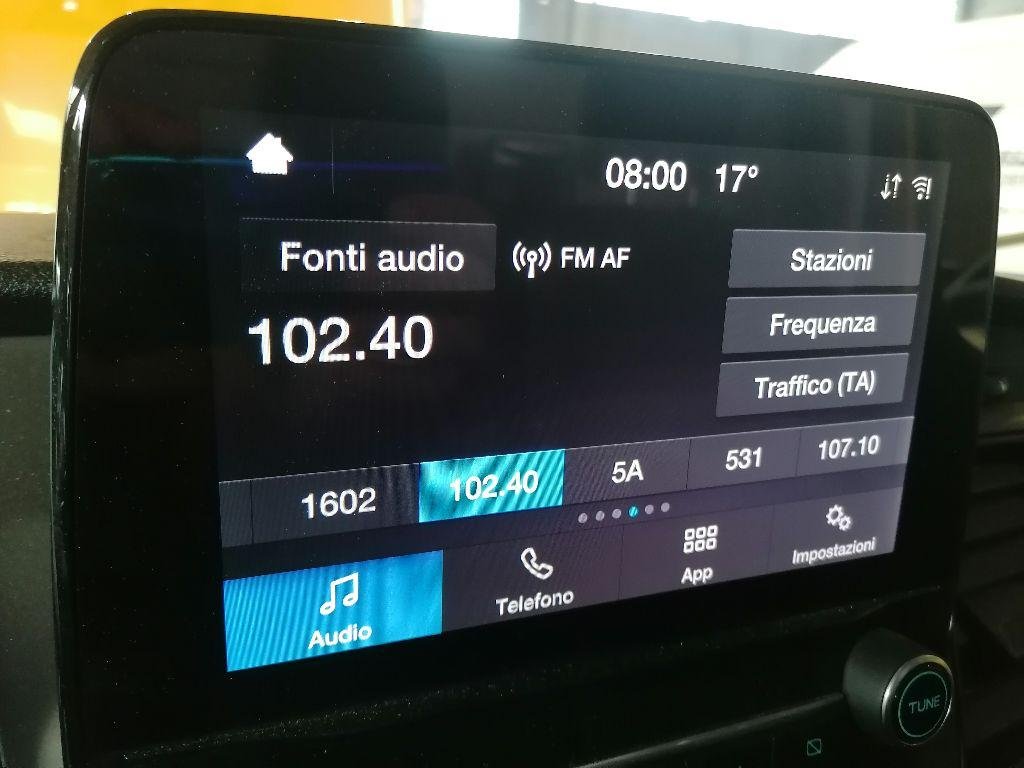 08:00 17°
Fonti audio FM AF
Stazioni
102.40
Frequenza
Traffico (TA)
1602 102.40 5A 531 107.10
Audio Telefono App Impostazioni
TUNE